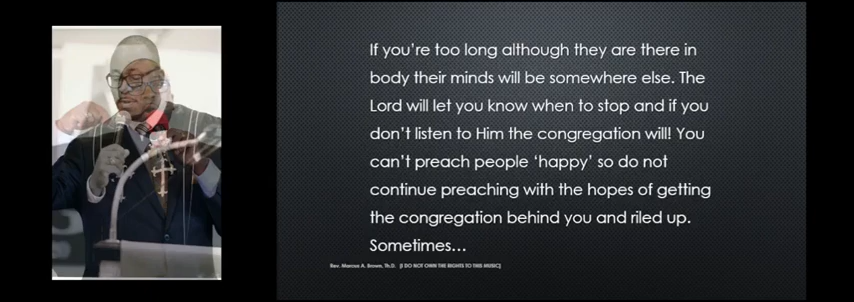 If you're too long although they are there in
body their minds will be somewhere else. The
Lord will let you know when to stop and if you
don't listen to Him the congregation will! You
can't preach people 'happy' so do not
continue preaching with the hopes of getting
the congregation behind you and riled up.
Sometimes…
Rev. Marcus A. Brown, Th.D. (I DO NOT OWN THE RIGHTS TO THIS MUSIC)